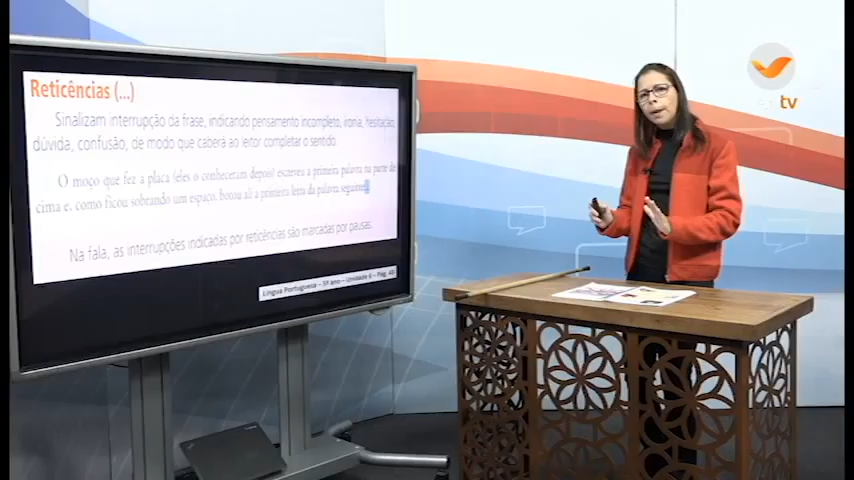 Reticências (...)
Sinalizam interrupção da frase, indicando pensamento incompleto, ironia, hesitação,
dúvida, confusão, de modo que caberá ao leitor completar o sentido.
O moço que fez a placa (eles o conheceram depois) escreveu a primeira palavra na parte de
cima e, como ficou sobrando um espaço, botou ali a primeira letra da palavra seguinte
Na fala, as interrupções indicadas por reticências são marcadas por pausas.
Língua Portuguesa – 5º ano – Unidade 6 – Pág.
tv